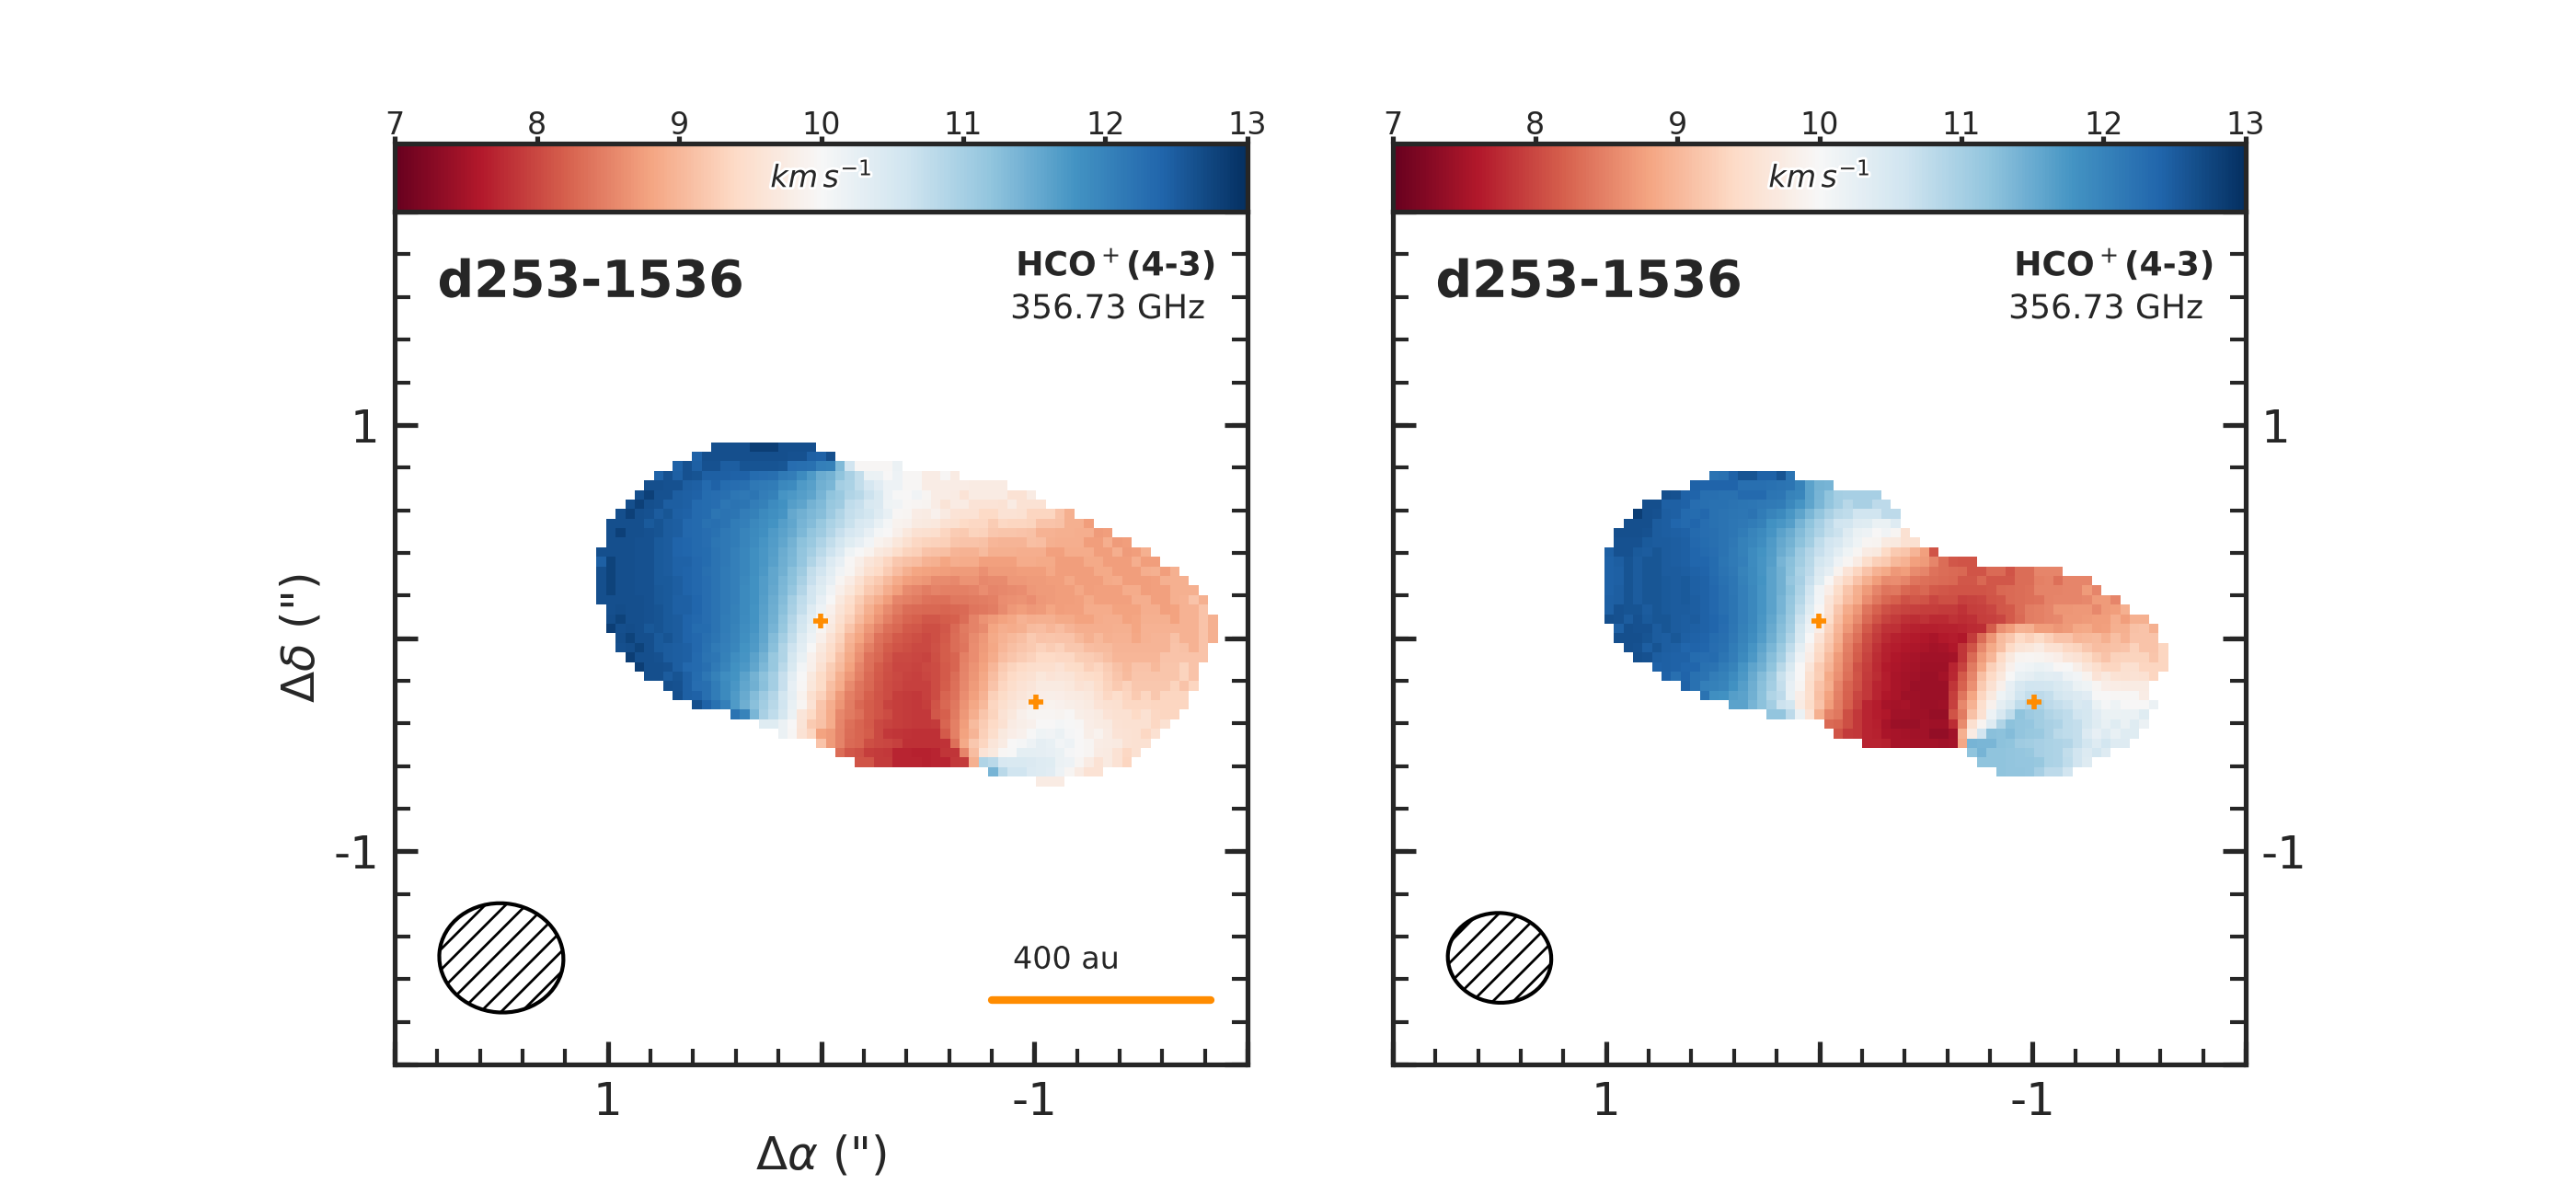 7 8 9 10 11 12 13
km s⁻¹
d253-1536
HCO⁺(4-3)
356.73 GHz
1
-1
Δδ (")
400 au
1 -1
Δα (")
7 8 9 10 11 12 13
km s⁻¹
d253-1536
HCO⁺(4-3)
356.73 GHz
1
-1
1 -1